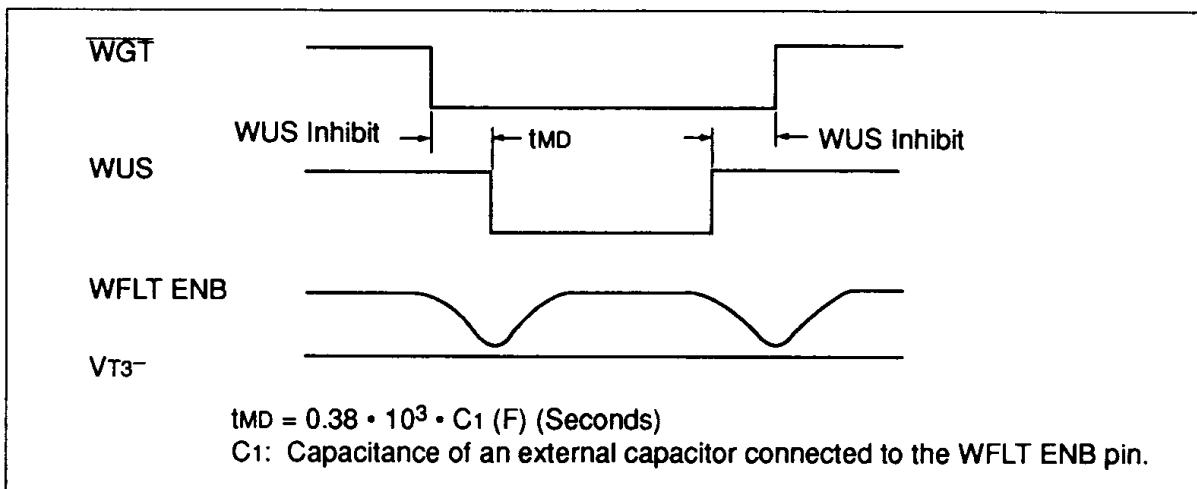 WGT
WUS Inhibit tMD WUS Inhibit
WUS
WFLT ENB
VT3−
tMD = 0.38 • 10³ • C1 (F) (Seconds)
C1: Capacitance of an external capacitor connected to the WFLT ENB pin.